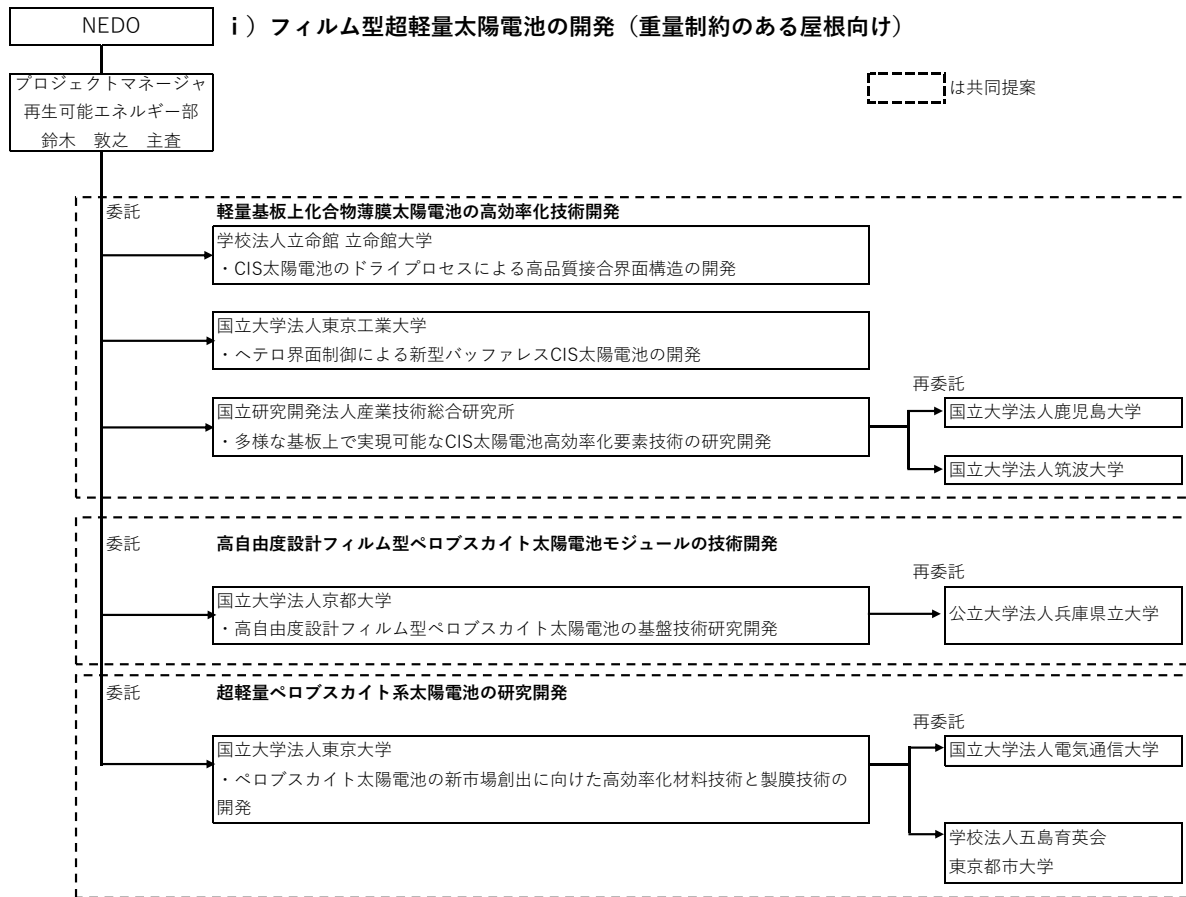 NEDO
ⅰ）フィルム型超軽量太陽電池の開発（重量制約のある屋根向け）
プロジェクトマネージャ
再生可能エネルギー部
鈴木　敦之　主査
は共同提案
委託
軽量基板上化合物薄膜太陽電池の高効率化技術開発
学校法人立命館 立命館大学
・CIS太陽電池のドライプロセスによる高品質接合界面構造の開発
国立大学法人東京工業大学
・ヘテロ界面制御による新型バッファレスCIS太陽電池の開発
国立研究開発法人産業技術総合研究所
・多様な基板上で実現可能なCIS太陽電池高効率化要素技術の研究開発
再委託
国立大学法人鹿児島大学
国立大学法人筑波大学
委託
高自由度設計フィルム型ペロブスカイト太陽電池モジュールの技術開発
国立大学法人京都大学
・高自由度設計フィルム型ペロブスカイト太陽電池の基盤技術研究開発
再委託
公立大学法人兵庫県立大学
委託
超軽量ペロブスカイト系太陽電池の研究開発
国立大学法人東京大学
・ペロブスカイト太陽電池の新市場創出に向けた高効率化材料技術と製膜技術の
開発
再委託
国立大学法人電気通信大学
学校法人五島育英会
東京都市大学